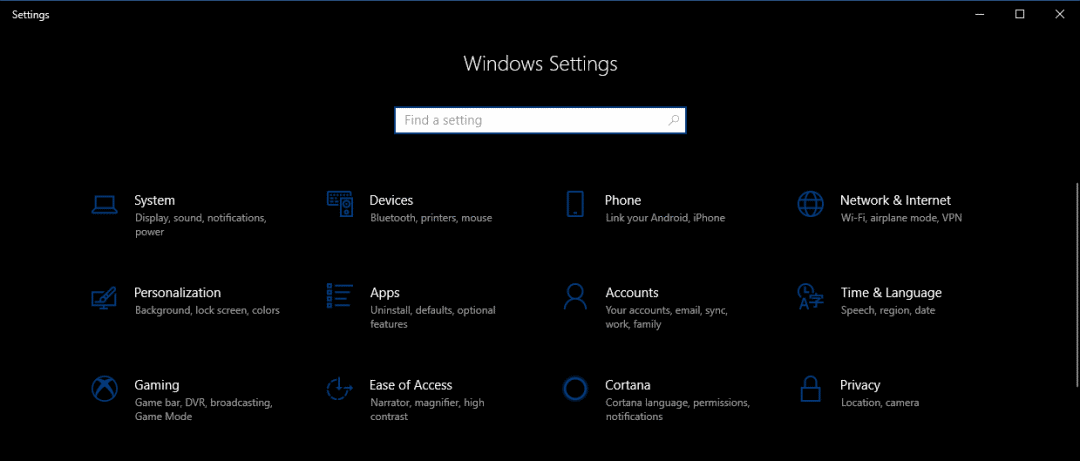 Settings
Windows Settings
Find a setting
System
Display, sound, notifications,
power
Devices
Bluetooth, printers, mouse
Phone
Link your Android, iPhone
Network & Internet
Wi-Fi, airplane mode, VPN
Personalization
Background, lock screen, colors
Apps
Uninstall, defaults, optional
features
Accounts
Your accounts, email, sync,
work, family
Time & Language
Speech, region, date
Gaming
Game bar, DVR, broadcasting,
Game Mode
Ease of Access
Narrator, magnifier, high
contrast
Cortana
Cortana language, permissions,
notifications
Privacy
Location, camera